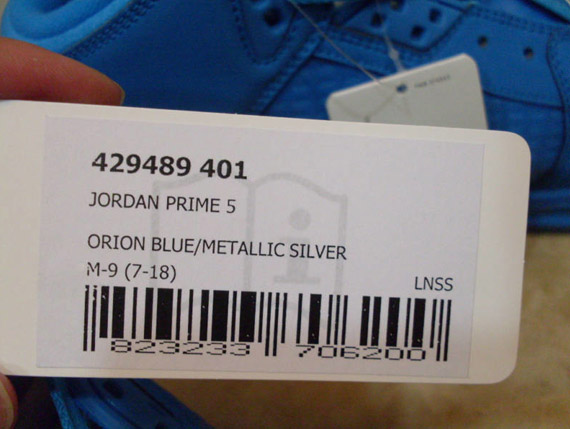 429489 401
JORDAN PRIME 5
ORION BLUE/METALLIC SILVER
M-9 (7-18)
LNSS
823233 706200